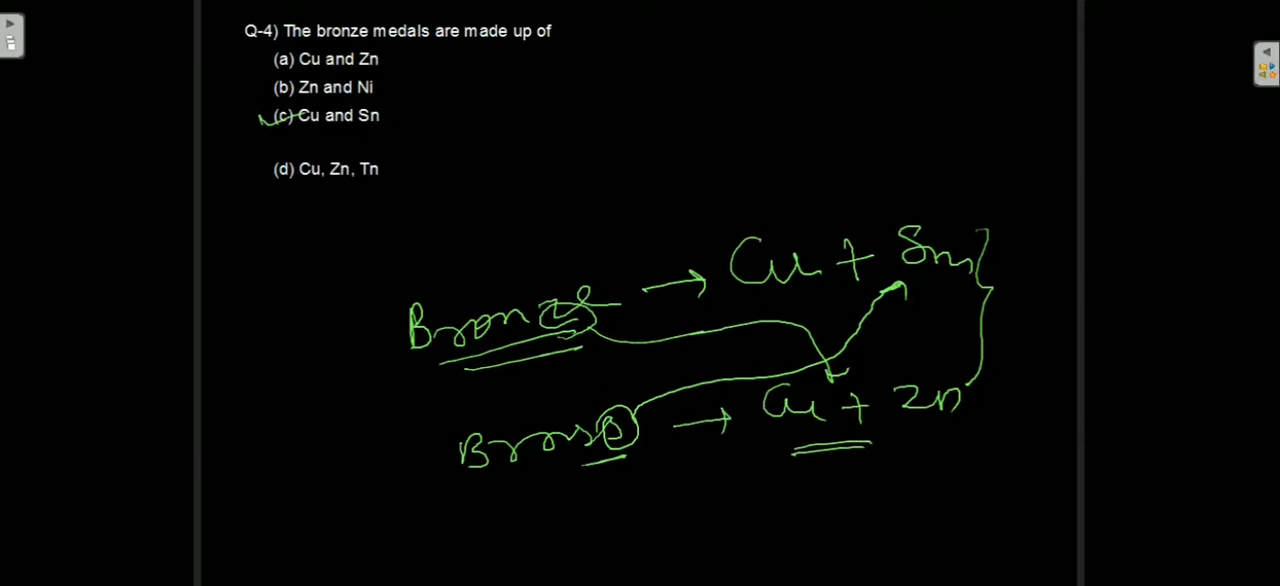 Q-4) The bronze medals are made up of
(a) Cu and Zn
(b) Zn and Ni
(c) Cu and Sn
(d) Cu, Zn, Tn
Bronze → Cu + Sn
Brass → Cu + Zn